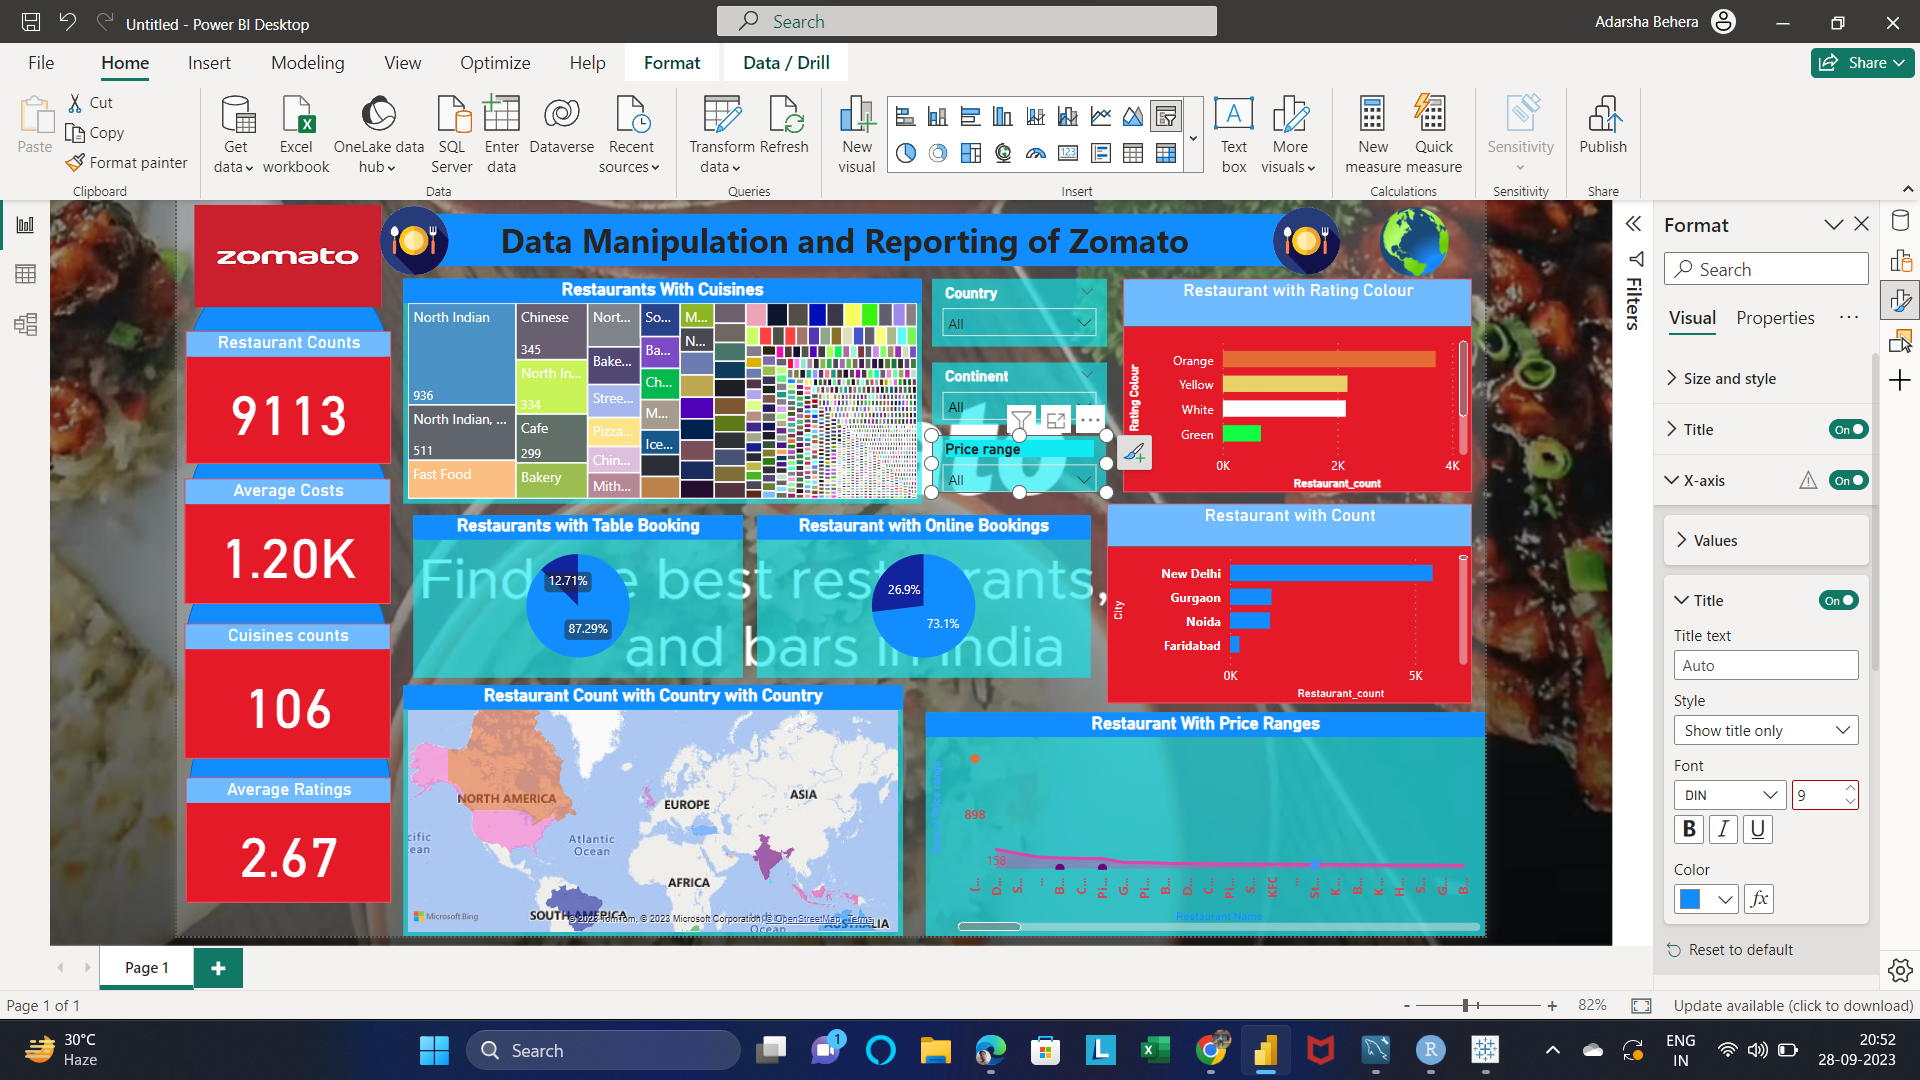 Untitled - Power BI Desktop
Search
Adarsha Behera
File
Home
Insert
Modeling
View
Optimize
Help
Format
Data / Drill
Share
Paste
Cut
Copy
Format painter
Clipboard
Get data
Excel workbook
OneLake data hub
SQL Server
Enter data
Dataverse
Recent sources
Data
Transform data
Refresh
Queries
New visual
Text box
More visuals
Insert
New measure
Quick measure
Calculations
Sensitivity
Sensitivity
Publish
Share
zomato
Data Manipulation and Reporting of Zomato
Restaurant Counts
9113
Average Costs
1.20K
Cuisines counts
106
Average Ratings
2.67
Restaurants With Cuisines
North Indian
936
North Indian, ...
511
Fast Food
Chinese
345
North In...
334
Cafe
299
Bakery
Nort...
Bake...
Stree...
Pizza...
Chin...
Mith...
So...
Ba...
Ch...
M...
Ice...
M...
N...
Country
All
Continent
All
Price range
All
Restaurant with Rating Colour
Rating Colour
Orange
Yellow
White
Green
0K
2K
4K
Restaurant_count
Restaurants with Table Booking
12.71%
87.29%
Restaurant with Online Bookings
26.9%
73.1%
Restaurant with Count
City
New Delhi
Gurgaon
Noida
Faridabad
0K
5K
Restaurant_count
Restaurant Count with Country with Country
NORTH AMERICA
EUROPE
ASIA
cific
ean
Atlantic
Ocean
AFRICA
SOUTH AMERICA
Microsoft Bing
© 2023 TomTom, © 2023 Microsoft Corporation, © OpenStreetMap Terms
Indian
Ocean
AUSTRALIA
Restaurant With Price Ranges
898
158
(...
D...
S...
...
B...
C...
Pi...
G...
Pi...
B...
D...
C...
Pi...
S...
KFC
...
St...
K...
B...
K...
H...
S...
G...
B...
Restaurant Name
Filters
Format
Search
Visual
Properties
Size and style
Title
On
X-axis
On
Values
Title
On
Title text
Auto
Style
Show title only
Font
DIN
9
B
I
U
Color
fx
Reset to default
Page 1
Page 1 of 1
-
+
82%
Update available (click to download)
30°C
Haze
Search
1
ENG
IN
20:52
28-09-2023